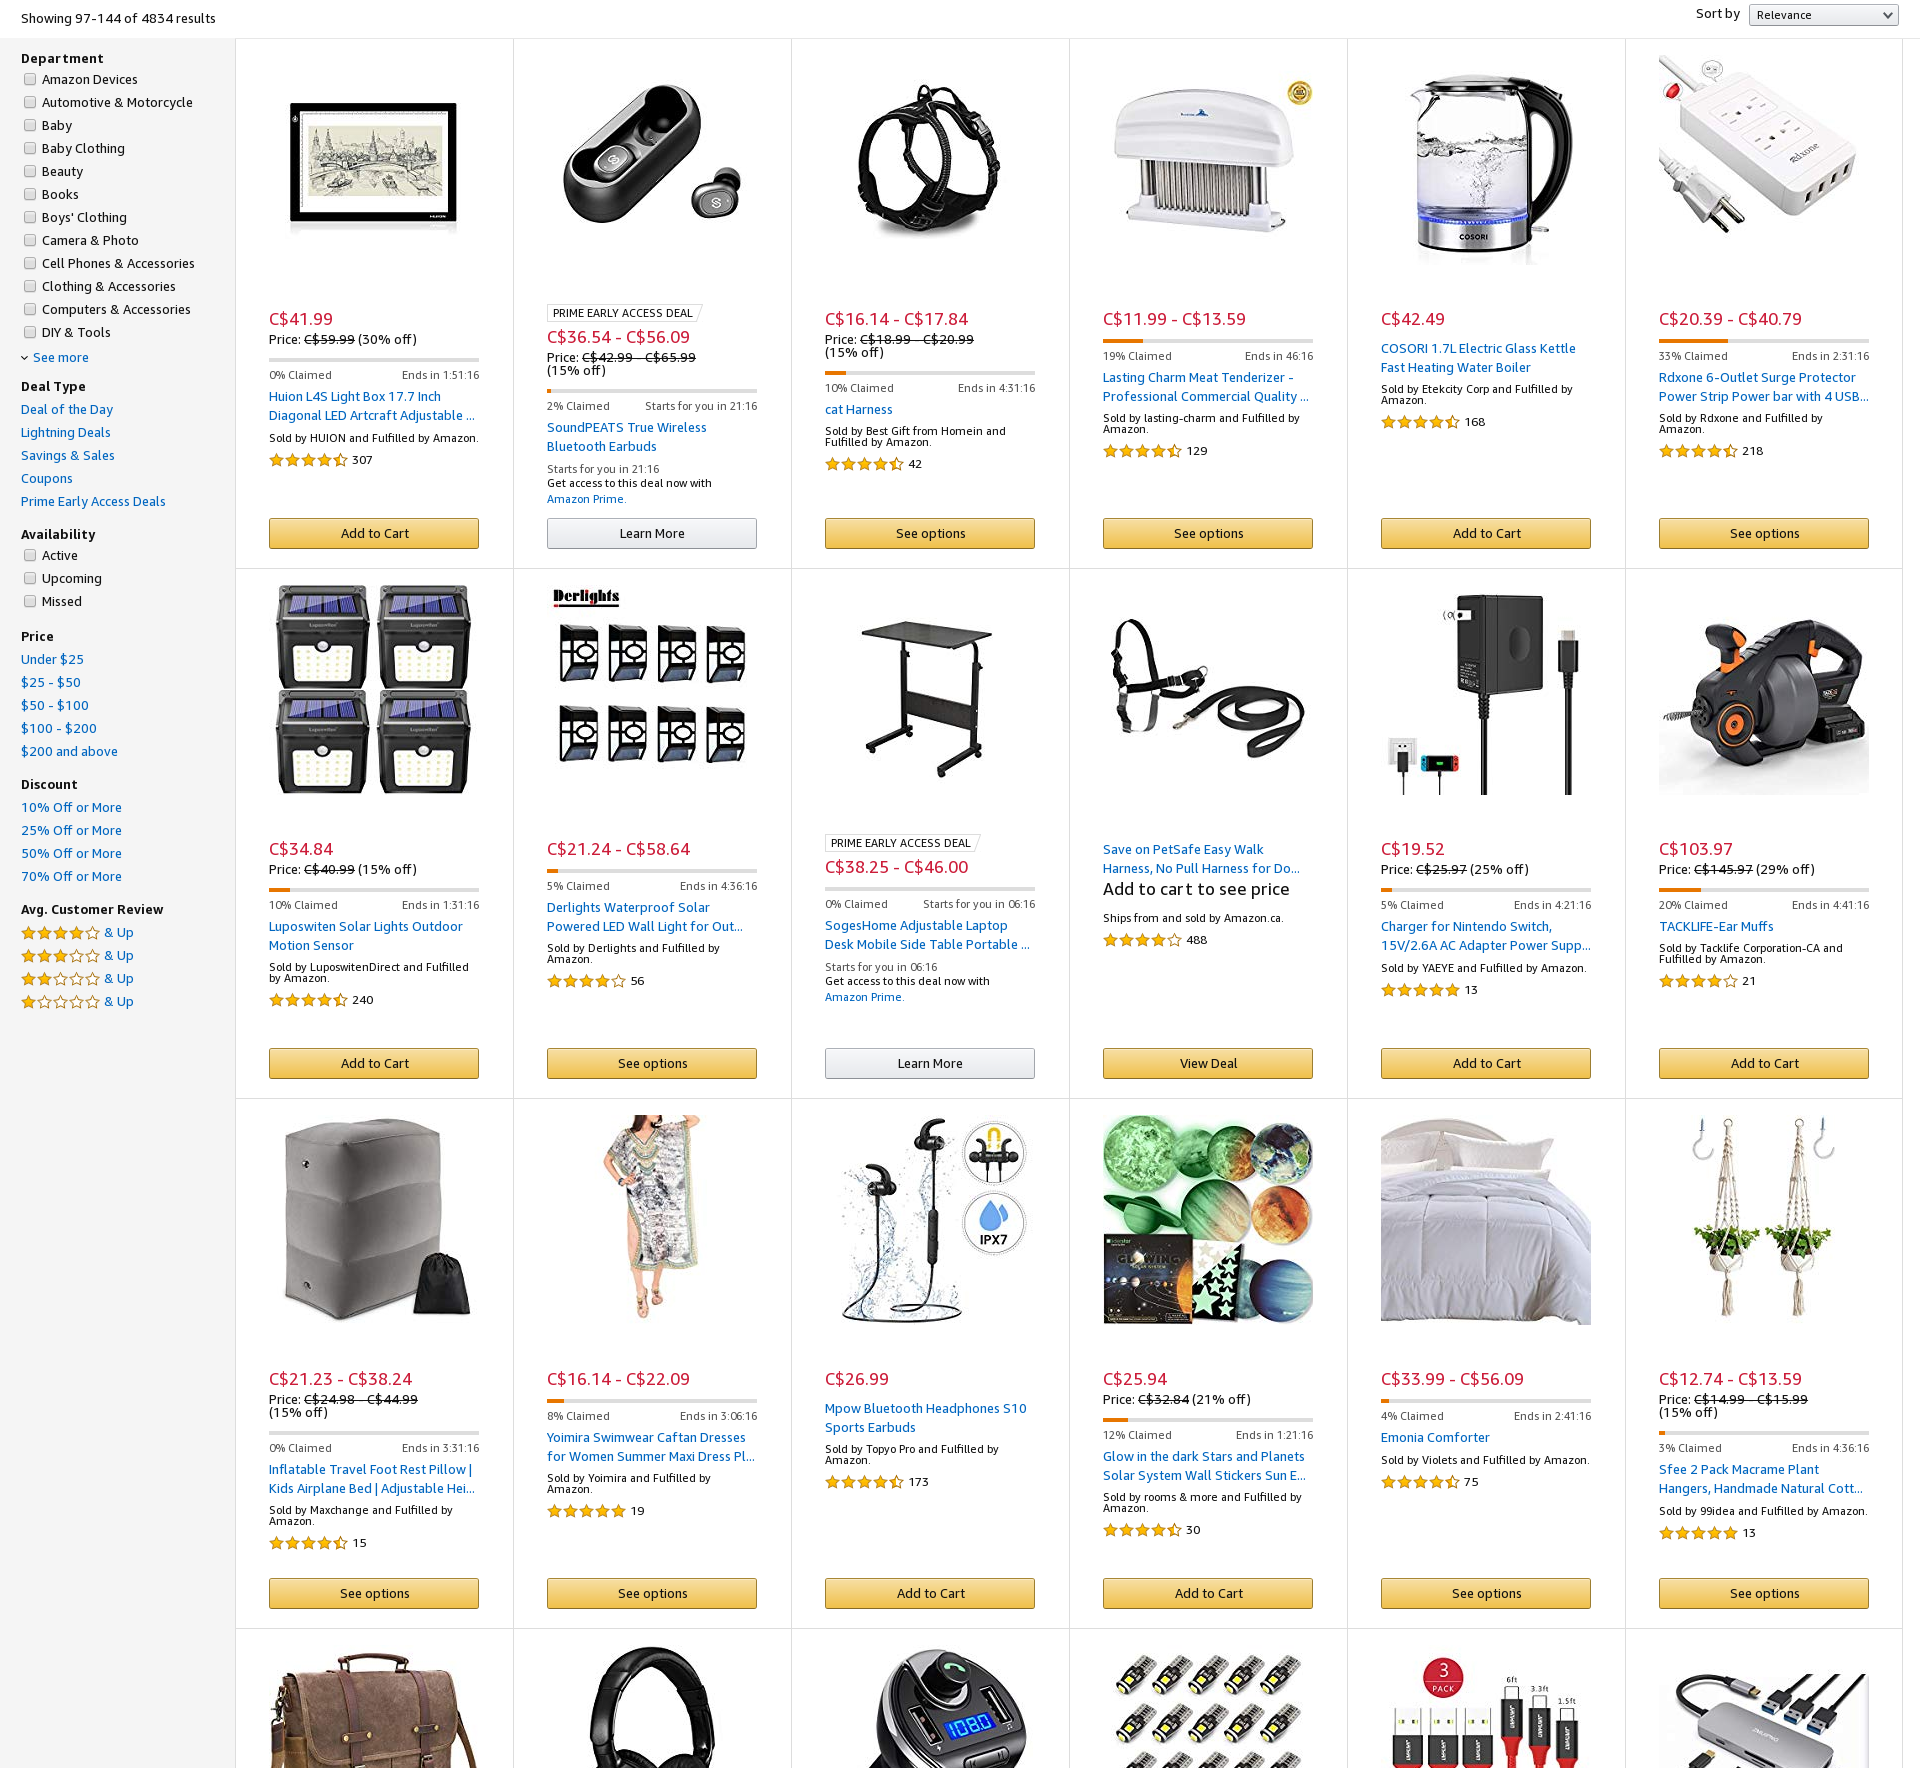 Showing 97-144 of 4834 results
Sort by
Relevance
Department
Amazon Devices
Automotive & Motorcycle
Baby
Baby Clothing
Beauty
Books
Boys' Clothing
Camera & Photo
Cell Phones & Accessories
Clothing & Accessories
Computers & Accessories
DIY & Tools
See more
Deal Type
Deal of the Day
Lightning Deals
Savings & Sales
Coupons
Prime Early Access Deals
Availability
Active
Upcoming
Missed
Price
Under $25
$25 - $50
$50 - $100
$100 - $200
$200 and above
Discount
10% Off or More
25% Off or More
50% Off or More
70% Off or More
Avg. Customer Review
& Up
& Up
& Up
& Up
HUION
C$41.99
Price: C$59.99 (30% off)
0% Claimed Ends in 1:51:16
Huion L4S Light Box 17.7 Inch
Diagonal LED Artcraft Adjustable ...
Sold by HUION and Fulfilled by Amazon.
307
Add to Cart
PRIME EARLY ACCESS DEAL
C$36.54 - C$56.09
Price: C$42.99 - C$65.99
(15% off)
2% Claimed Starts for you in 21:16
SoundPEATS True Wireless
Bluetooth Earbuds
Starts for you in 21:16
Get access to this deal now with
Amazon Prime.
Learn More
C$16.14 - C$17.84
Price: C$18.99 - C$20.99
(15% off)
10% Claimed Ends in 4:31:16
cat Harness
Sold by Best Gift from Homein and
Fulfilled by Amazon.
42
See options
C$11.99 - C$13.59
19% Claimed Ends in 46:16
Lasting Charm Meat Tenderizer -
Professional Commercial Quality ...
Sold by lasting-charm and Fulfilled by
Amazon.
129
See options
COSORI
C$42.49
COSORI 1.7L Electric Glass Kettle
Fast Heating Water Boiler
Sold by Etekcity Corp and Fulfilled by
Amazon.
168
Add to Cart
Rdxone
C$20.39 - C$40.79
33% Claimed Ends in 2:31:16
Rdxone 6-Outlet Surge Protector
Power Strip Power bar with 4 USB...
Sold by Rdxone and Fulfilled by
Amazon.
218
See options
C$34.84
Price: C$40.99 (15% off)
10% Claimed Ends in 1:31:16
Luposwiten Solar Lights Outdoor
Motion Sensor
Sold by LuposwitenDirect and Fulfilled
by Amazon.
240
Add to Cart
Derlights
C$21.24 - C$58.64
5% Claimed Ends in 4:36:16
Derlights Waterproof Solar
Powered LED Wall Light for Out...
Sold by Derlights and Fulfilled by
Amazon.
56
See options
PRIME EARLY ACCESS DEAL
C$38.25 - C$46.00
0% Claimed Starts for you in 06:16
SogesHome Adjustable Laptop
Desk Mobile Side Table Portable ...
Starts for you in 06:16
Get access to this deal now with
Amazon Prime.
Learn More
Save on PetSafe Easy Walk
Harness, No Pull Harness for Do...
Add to cart to see price
Ships from and sold by Amazon.ca.
488
View Deal
C$19.52
Price: C$25.97 (25% off)
5% Claimed Ends in 4:21:16
Charger for Nintendo Switch,
15V/2.6A AC Adapter Power Supp...
Sold by YAEYE and Fulfilled by Amazon.
13
Add to Cart
C$103.97
Price: C$145.97 (29% off)
20% Claimed Ends in 4:41:16
TACKLIFE-Ear Muffs
Sold by Tacklife Corporation-CA and
Fulfilled by Amazon.
21
Add to Cart
C$21.23 - C$38.24
Price: C$24.98 - C$44.99
(15% off)
0% Claimed Ends in 3:31:16
Inflatable Travel Foot Rest Pillow |
Kids Airplane Bed | Adjustable Hei...
Sold by Maxchange and Fulfilled by
Amazon.
15
See options
C$16.14 - C$22.09
8% Claimed Ends in 3:06:16
Yoimira Swimwear Caftan Dresses
for Women Summer Maxi Dress Pl...
Sold by Yoimira and Fulfilled by
Amazon.
19
See options
IPX7
C$26.99
Mpow Bluetooth Headphones S10
Sports Earbuds
Sold by Topyo Pro and Fulfilled by
Amazon.
173
Add to Cart
GLOWING
C$25.94
Price: C$32.84 (21% off)
12% Claimed Ends in 1:21:16
Glow in the dark Stars and Planets
Solar System Wall Stickers Sun E...
Sold by rooms & more and Fulfilled by
Amazon.
30
Add to Cart
C$33.99 - C$56.09
4% Claimed Ends in 2:41:16
Emonia Comforter
Sold by Violets and Fulfilled by Amazon.
75
See options
C$12.74 - C$13.59
Price: C$14.99 - C$15.99
(15% off)
3% Claimed Ends in 4:36:16
Sfee 2 Pack Macrame Plant
Hangers, Handmade Natural Cott...
Sold by 99idea and Fulfilled by Amazon.
13
See options
108.0
3
PACK
6ft
3.3ft
1.5ft